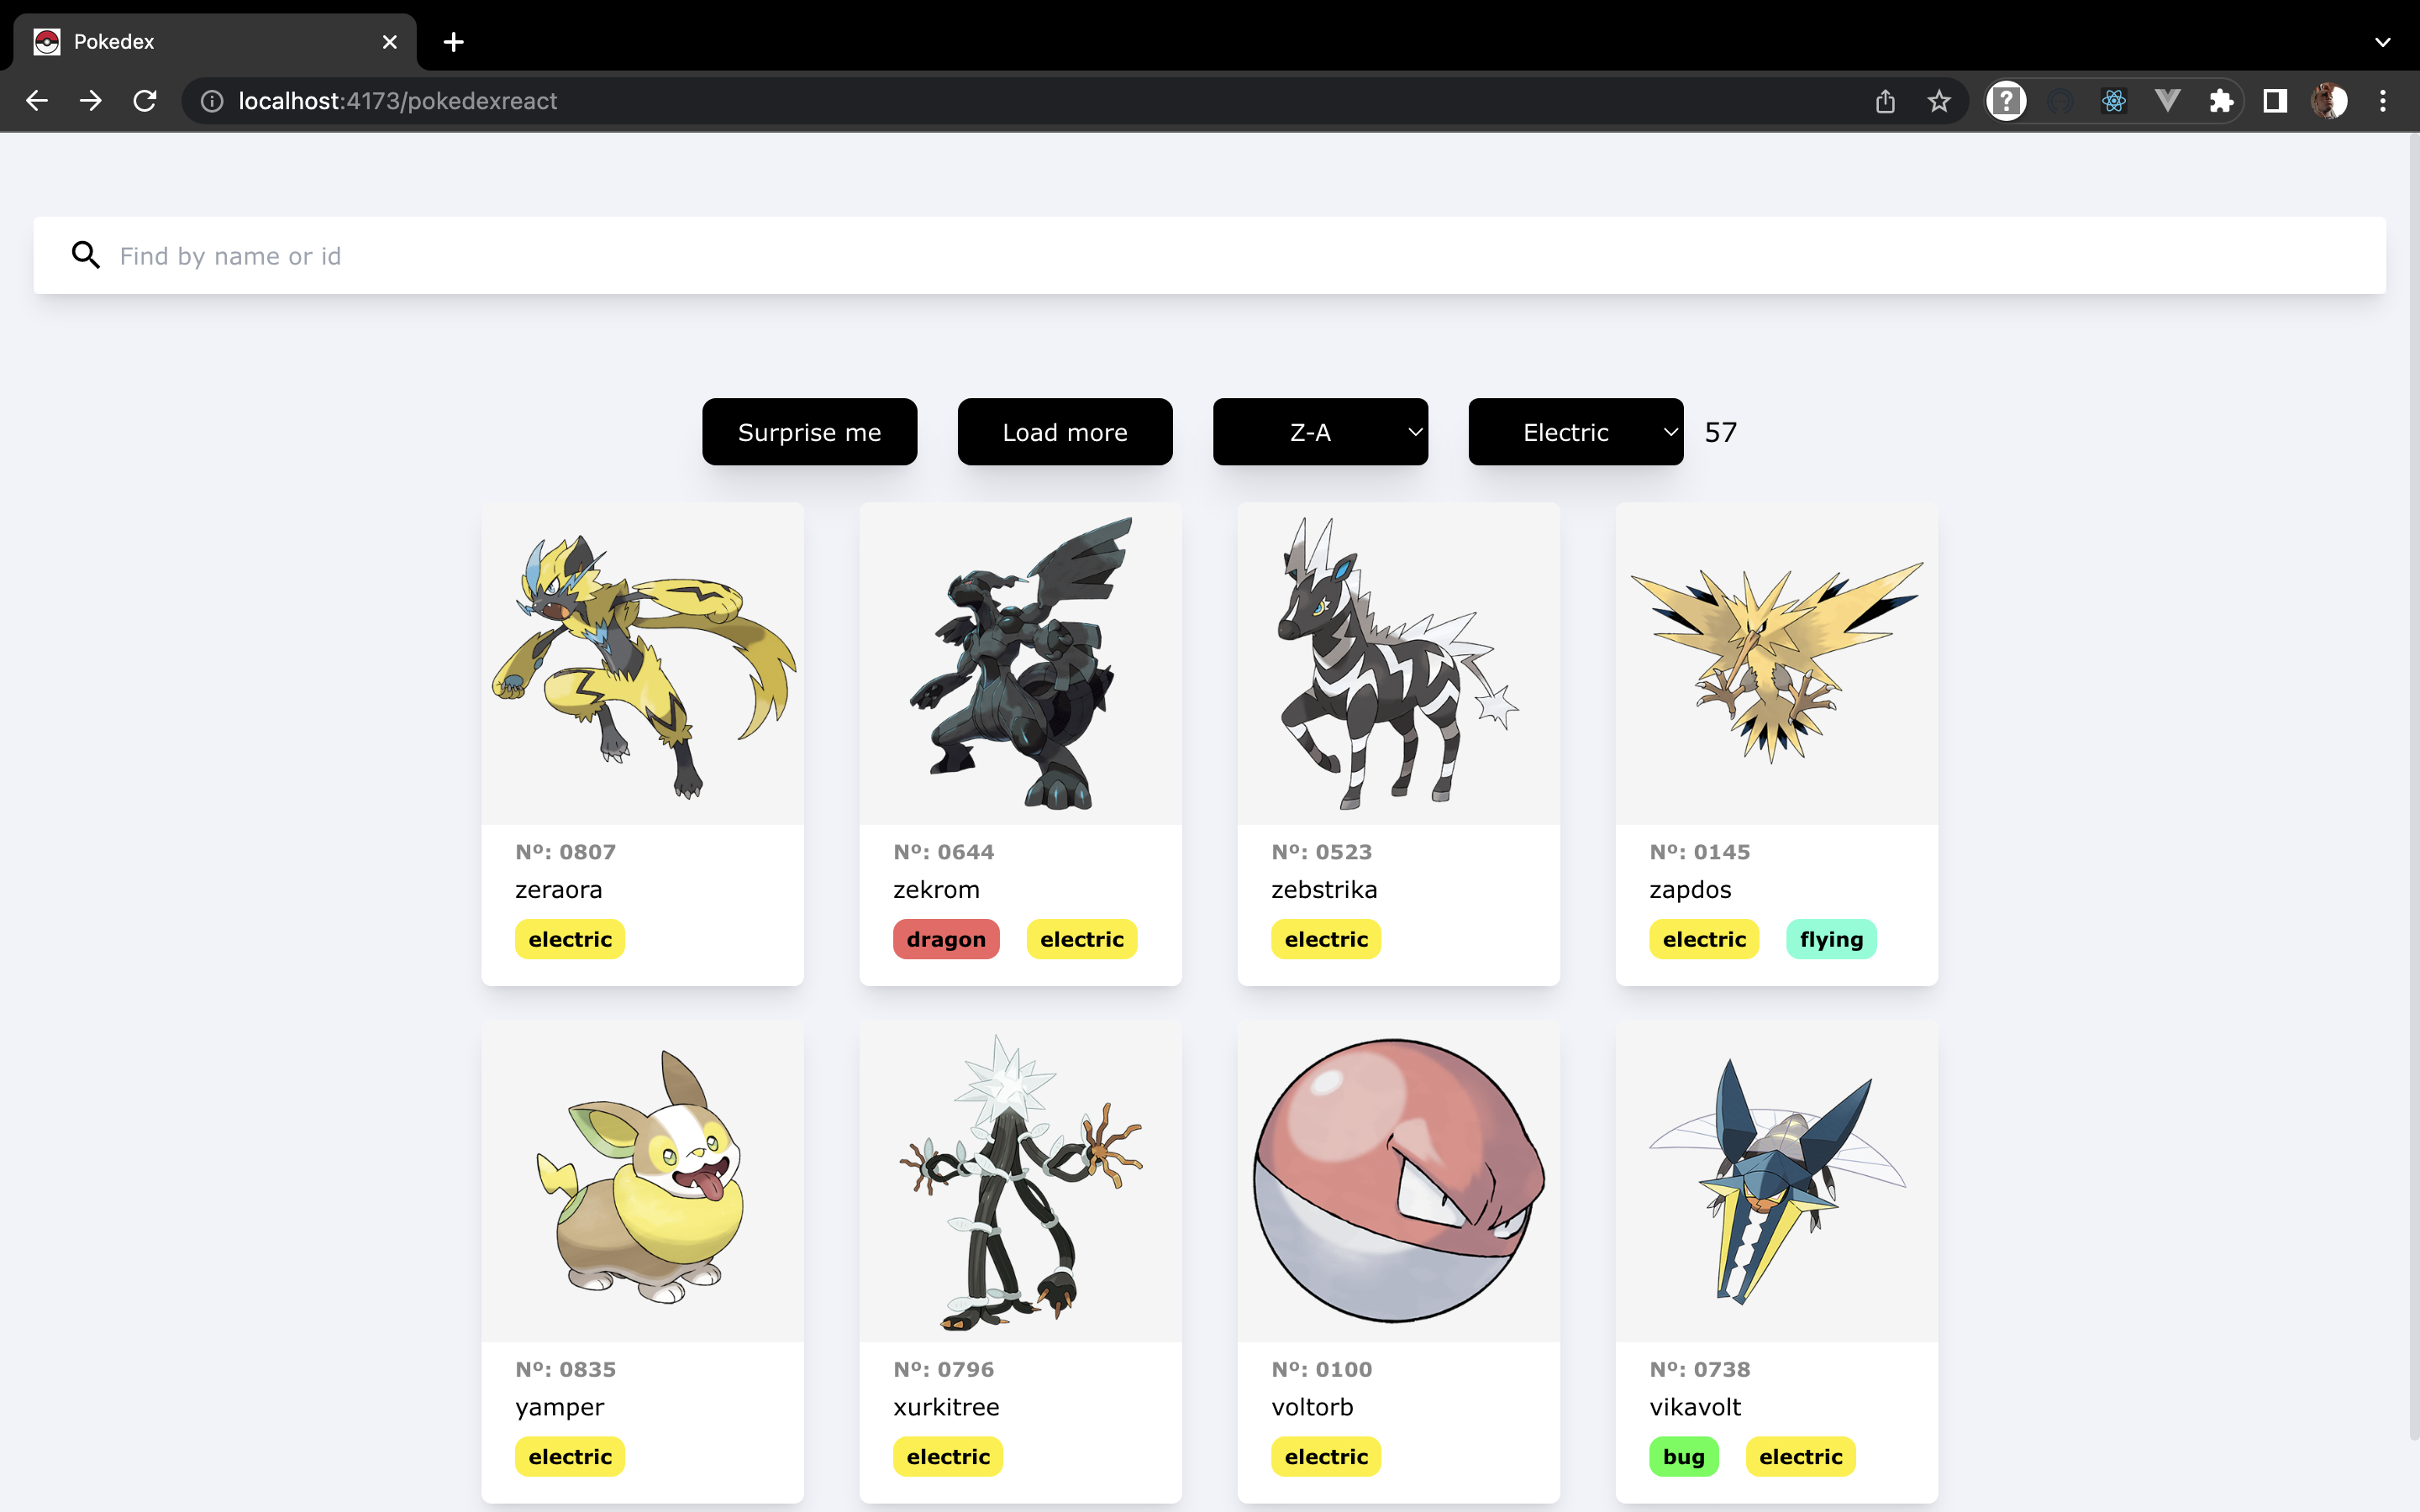 Pokedex
localhost:4173/pokedexreact
Find by name or id
Surprise me
Load more
Z-A
Electric
57
Nº: 0807
zeraora
electric
Nº: 0644
zekrom
dragon electric
Nº: 0523
zebstrika
electric
Nº: 0145
zapdos
electric flying
Nº: 0835
yamper
electric
Nº: 0796
xurkitree
electric
Nº: 0100
voltorb
electric
Nº: 0738
vikavolt
bug electric